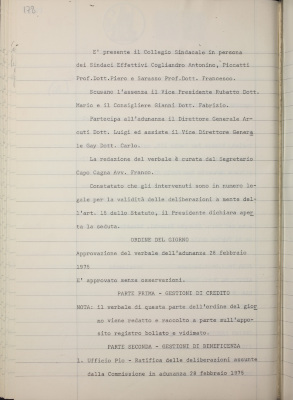 178
E' presente il Collegio Sindacale in persona
dei Sindaci Effettivi Cogliandro Antonino, Piccatti
Prof.Dott.Piero e Sarasso Prof.Dott. Francesco.
Scusano l'assenza il Vice Presidente Rubatto Dott.
Mario e il Consigliere Gianni Dott. Fabrizio.
Partecipa all'adunanza il Direttore Generale Ar-
cuti Dott. Luigi ed assiste il Vice Direttore Genera
le Gay Dott. Carlo.
La redazione del verbale è curata dal Segretario
Capo Cagno Avv. Franco.
Constatato che gli intervenuti sono in numero le-
gale per la validità delle deliberazioni a sensi del-
l'art. 15 dello Statuto, il Presidente dichiara aper
ta la seduta.
ORDINE DEL GIORNO
Approvazione del verbale dell'adunanza 28 febbraio
1975
E' approvato senza osservazioni.
PARTE PRIMA - GESTIONI DI CREDITO
NOTA: Il verbale di questa parte dell'ordine del gior
no viene redatto e raccolto a parte sull'appo-
sito registro bollato e vidimato.
PARTE SECONDA - GESTIONI DI BENEFICENZA
1. Ufficio Pio - Ratifica delle deliberazioni assunte
dalla Commissione in adunanza 28 febbraio 1975